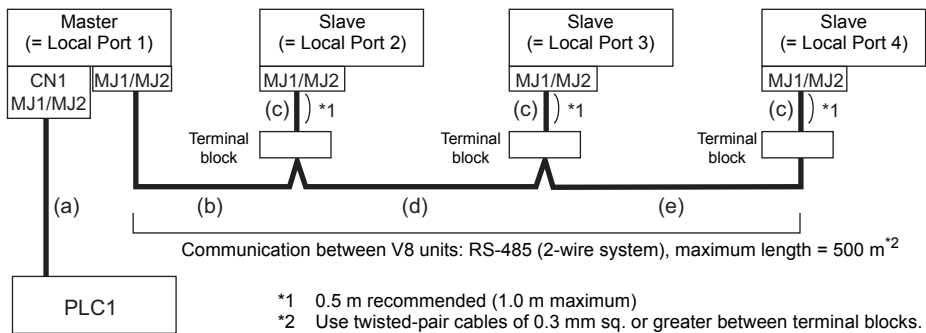 Master
(= Local Port 1)
Slave
(= Local Port 2)
Slave
(= Local Port 3)
Slave
(= Local Port 4)
CN1
MJ1/MJ2
MJ1/MJ2
MJ1/MJ2
MJ1/MJ2
MJ1/MJ2
(c)
*1
(c)
*1
(c)
*1
Terminal
block
Terminal
block
Terminal
block
(a)
(b)
(d)
(e)
Communication between V8 units: RS-485 (2-wire system), maximum length = 500 m*2
PLC1
*1 0.5 m recommended (1.0 m maximum)
*2 Use twisted-pair cables of 0.3 mm sq. or greater between terminal blocks.